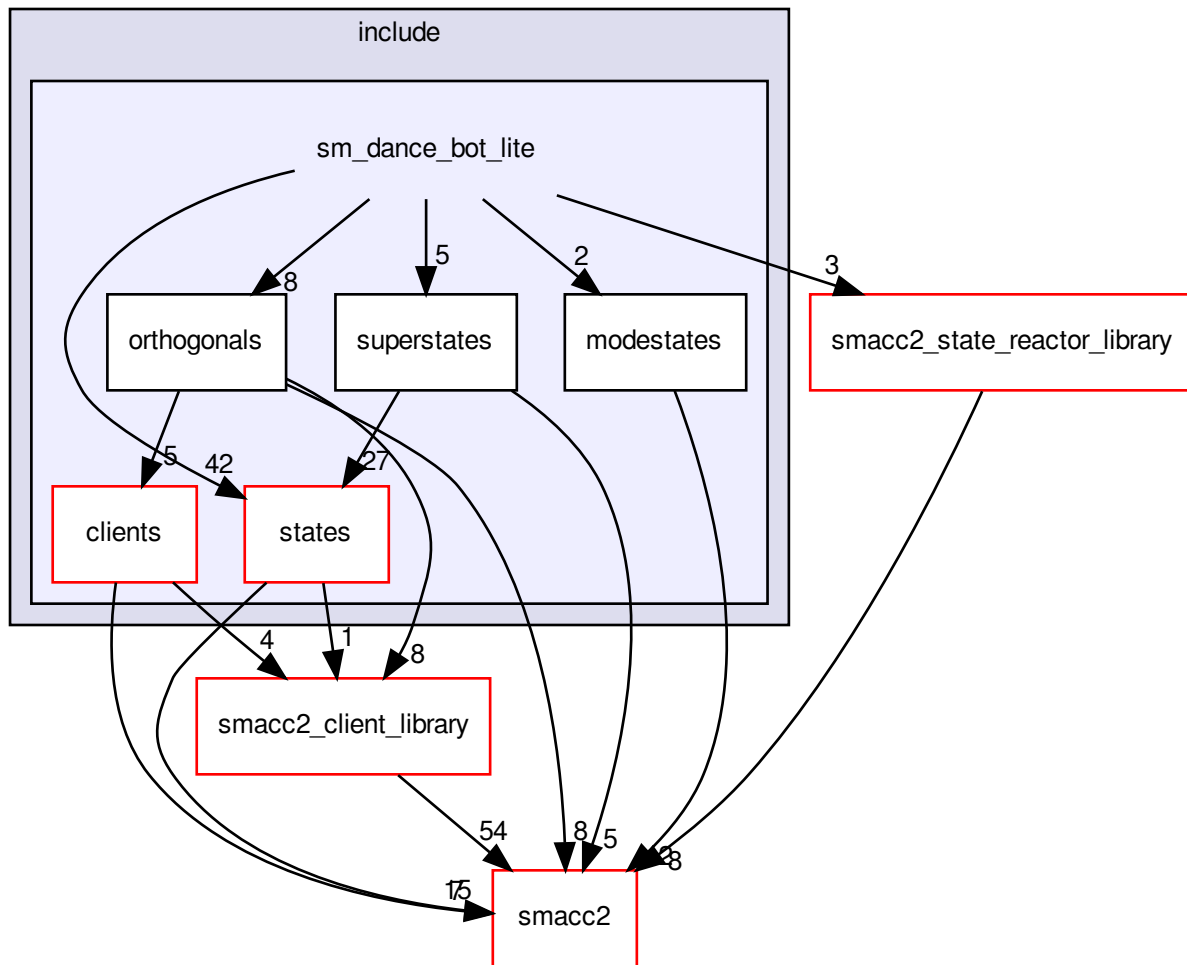 include
sm_dance_bot_lite
5
2
3
8
orthogonals
superstates
modestates
smacc2_state_reactor_library
5
42
27
clients
states
4
1
8
smacc2_client_library
54
8
5
8
smacc2